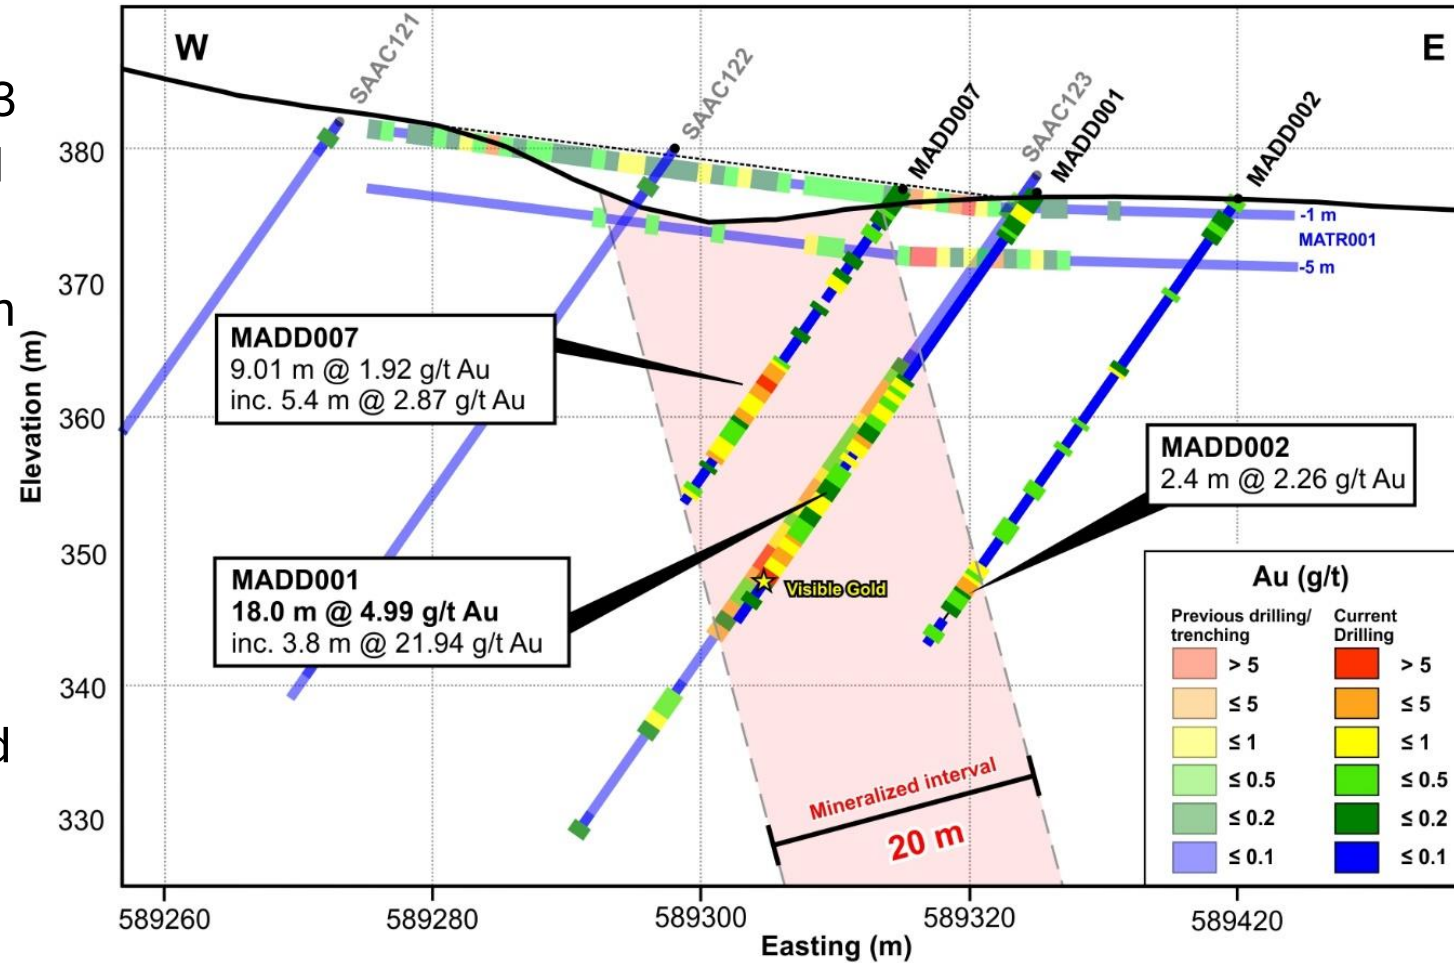 3
d
m
d
W
E
SAAC121
SAAC122
MADD007
SAAC123
MADD001
MADD002
Elevation (m)
380
370
360
350
340
330
-1 m
MATR001
-5 m
MADD007
9.01 m @ 1.92 g/t Au
inc. 5.4 m @ 2.87 g/t Au
MADD002
2.4 m @ 2.26 g/t Au
MADD001
18.0 m @ 4.99 g/t Au
inc. 3.8 m @ 21.94 g/t Au
Visible Gold
Mineralized interval
20 m
Au (g/t)
Previous drilling/
trenching
Current
Drilling
> 5 > 5
≤ 5 ≤ 5
≤ 1 ≤ 1
≤ 0.5 ≤ 0.5
≤ 0.2 ≤ 0.2
≤ 0.1 ≤ 0.1
589260 589280 589300 589320 589420
Easting (m)